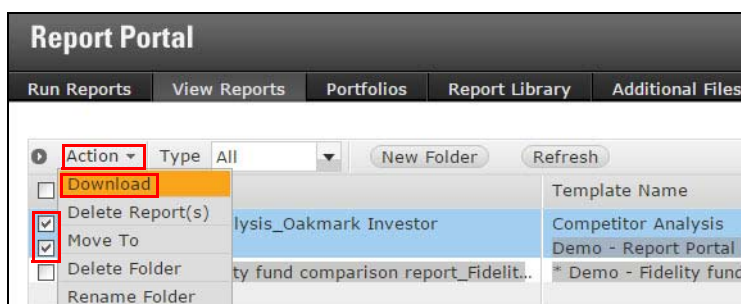 Report Portal
Run Reports View Reports Portfolios Report Library Additional Files
Action Type All New Folder Refresh
Download Template Name
Delete Report(s) lysis_Oakmark Investor Competitor Analysis
Move To Demo - Report Portal
Delete Folder ty fund comparison report_Fidelit... * Demo - Fidelity fund
Rename Folder